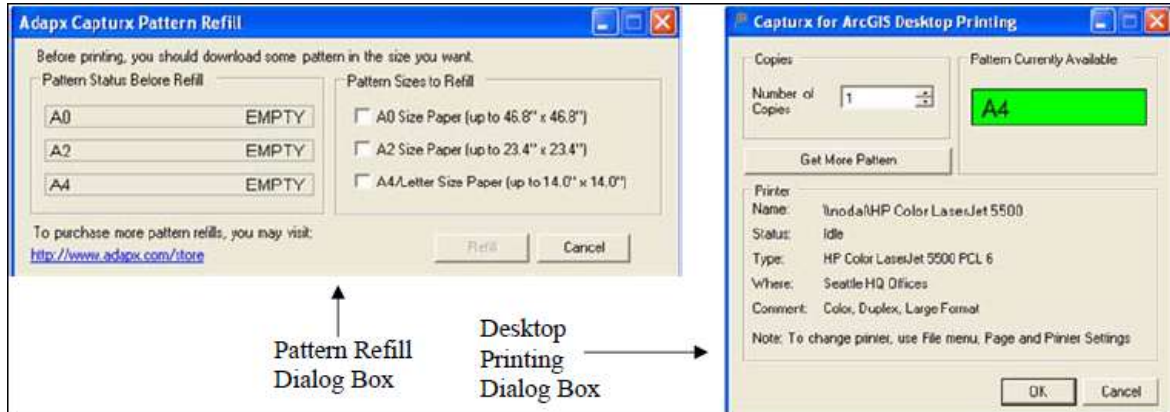 Adapx Capturx Pattern Refill
Before printing, you should download some pattern in the size you want.
Pattern Status Before Refill
A0 EMPTY
A2 EMPTY
A4 EMPTY
Pattern Sizes to Refill
A0 Size Paper (up to 46.8" x 46.8")
A2 Size Paper (up to 23.4" x 23.4")
A4/Letter Size Paper (up to 14.0" x 14.0")
To purchase more pattern refills, you may visit:
http://www.adapx.com/store
Refill
Cancel
Capturx for ArcGIS Desktop Printing
Copies
Number of
Copies
1
Pattern Currently Available
A4
Get More Pattern
Printer
Name: \\nodal\HP Color LaserJet 5500
Status: Idle
Type: HP Color LaserJet 5500 PCL 6
Where: Seattle HQ Offices
Comment: Color, Duplex, Large Format
Note: To change printer, use File menu, Page and Printer Settings
OK
Cancel
Pattern Refill
Dialog Box
Desktop
Printing
Dialog Box